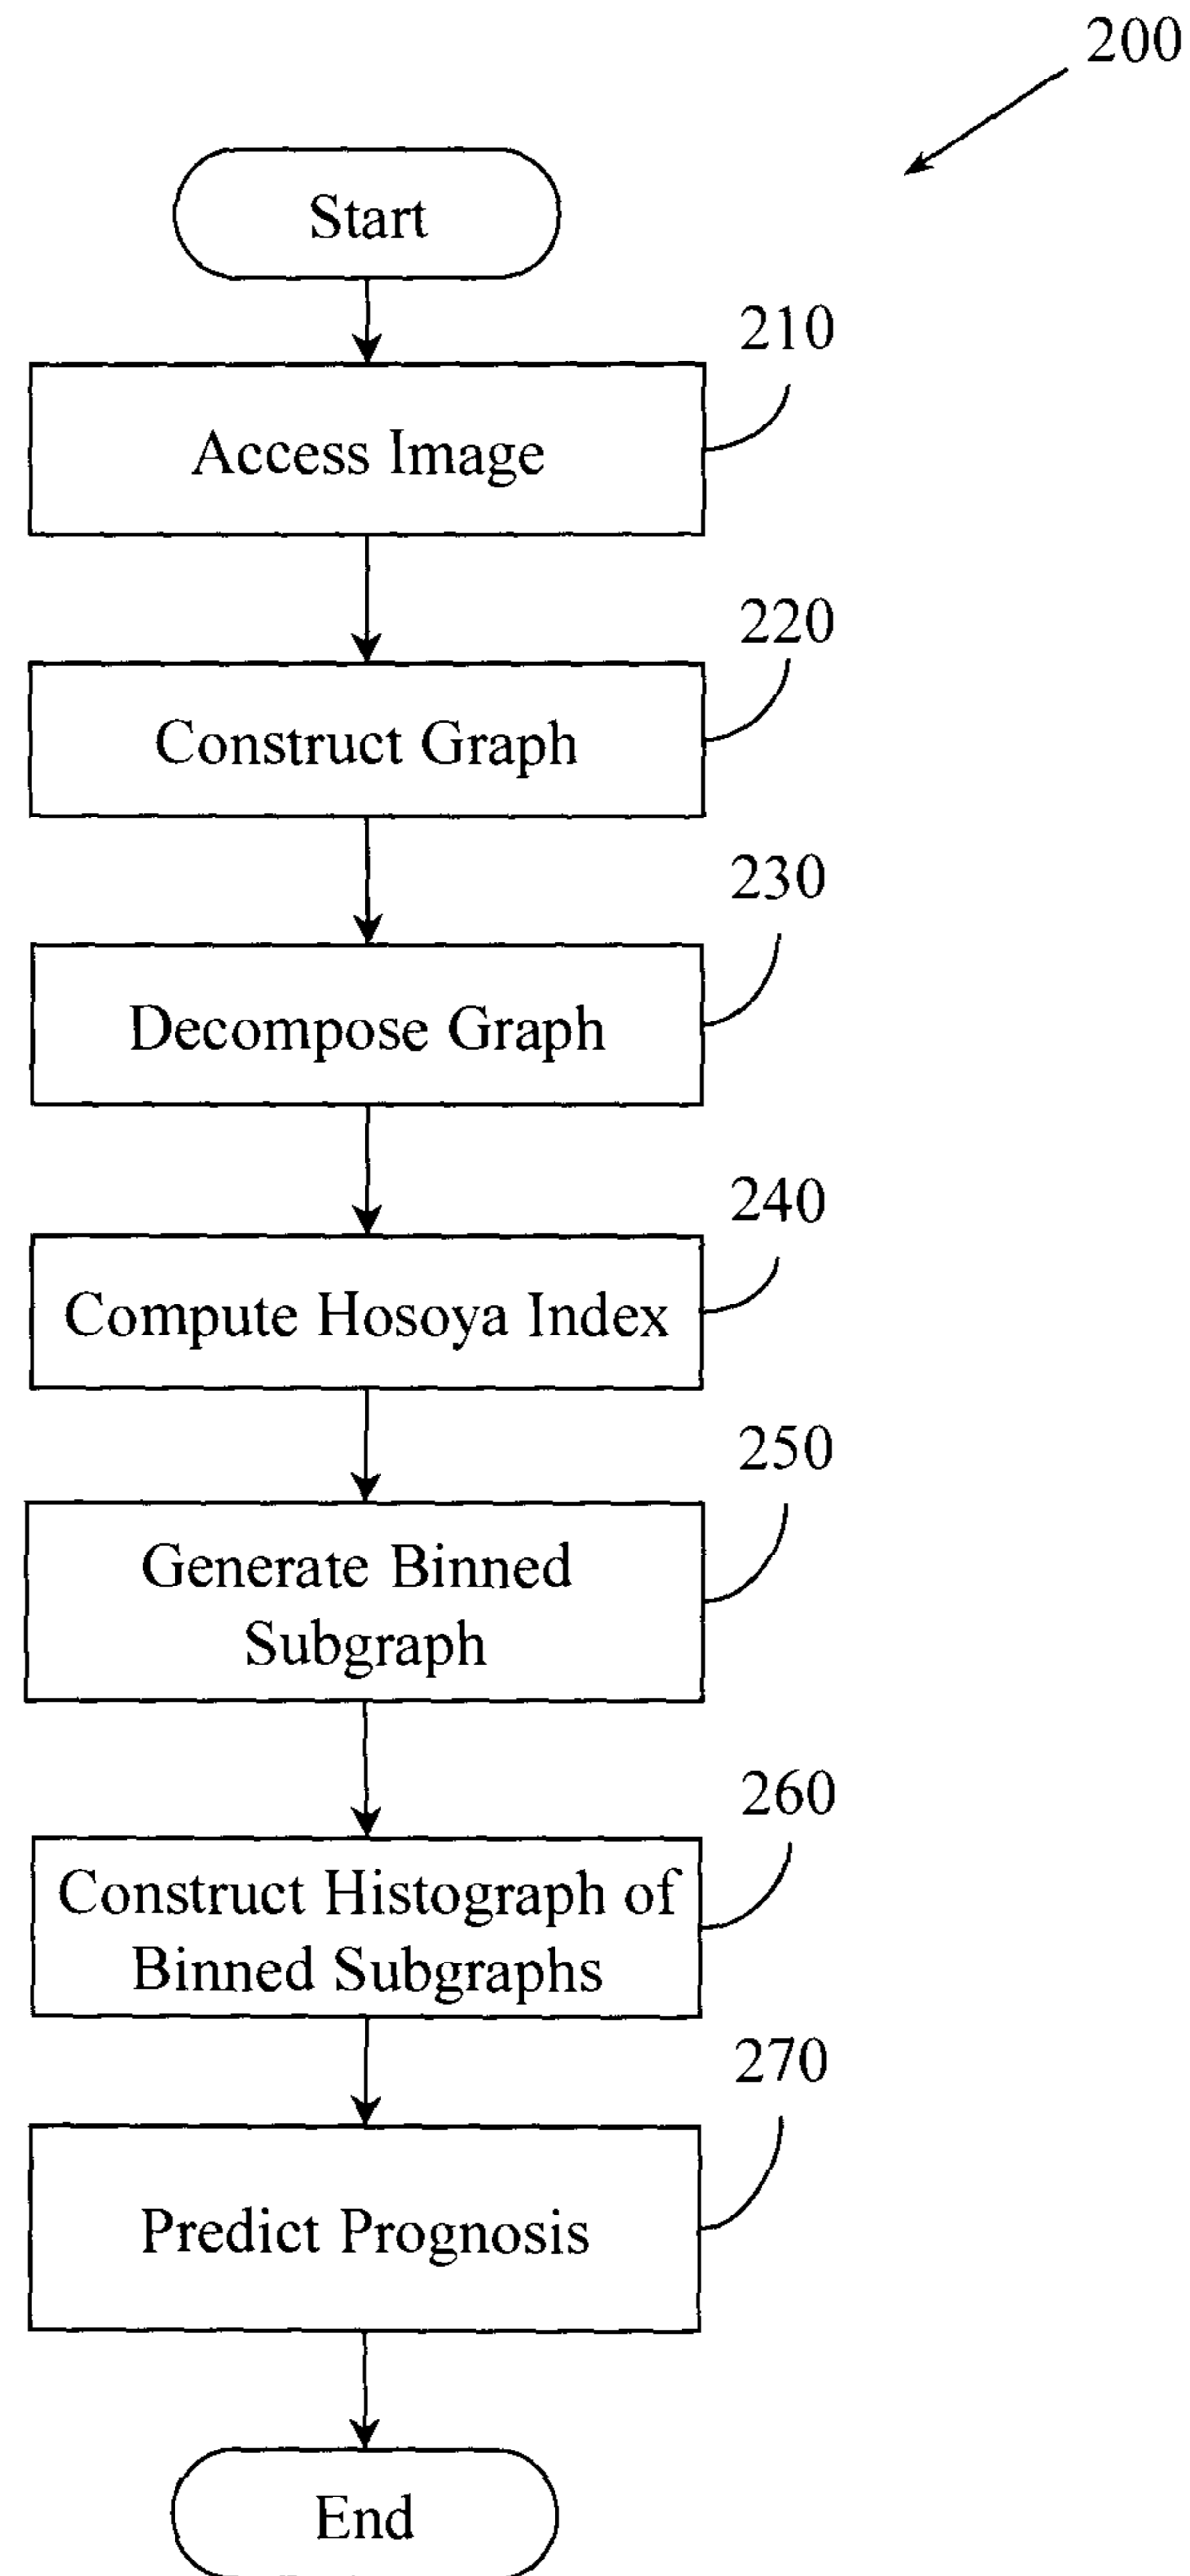 200
Start
210
Access Image
220
Construct Graph
230
Decompose Graph
240
Compute Hosoya Index
250
Generate Binned
Subgraph
260
Construct Histograph of
Binned Subgraphs
270
Predict Prognosis
End